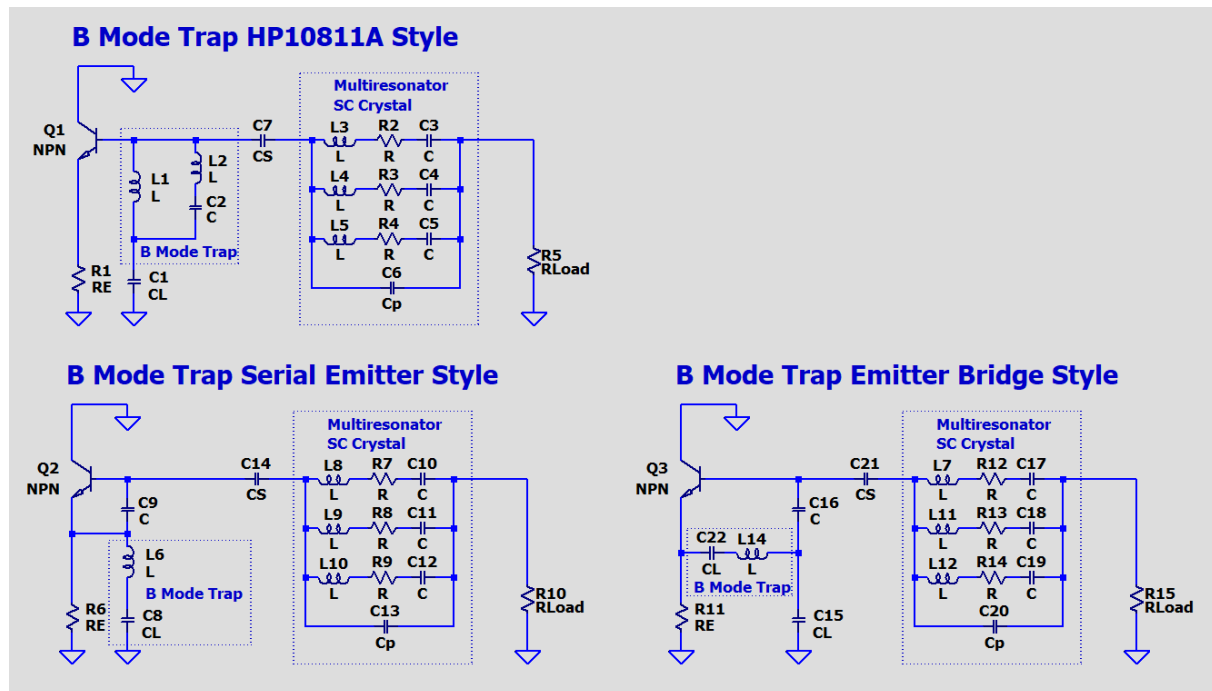 B Mode Trap HP10811A Style
Multiresonator
SC Crystal
Q1
NPN
C7
CS
L3
L
R2
R
C3
C
L1
L
L2
L
C2
C
L4
L
R3
R
C4
C
L5
L
R4
R
C5
C
B Mode Trap
R1
RE
C1
CL
C6
Cp
R5
RLoad
B Mode Trap Serial Emitter Style
Multiresonator
SC Crystal
Q2
NPN
C14
CS
L8
L
R7
R
C10
C
C9
C
L9
L
R8
R
C11
C
L6
L
L10
L
R9
R
C12
C
B Mode Trap
R6
RE
C8
CL
C13
Cp
R10
RLoad
B Mode Trap Emitter Bridge Style
Multiresonator
SC Crystal
Q3
NPN
C21
CS
L7
L
R12
R
C17
C
C16
C
L11
L
R13
R
C18
C
C22
CL
L14
L
B Mode Trap
L12
L
R14
R
C19
C
R11
RE
C15
CL
C20
Cp
R15
RLoad